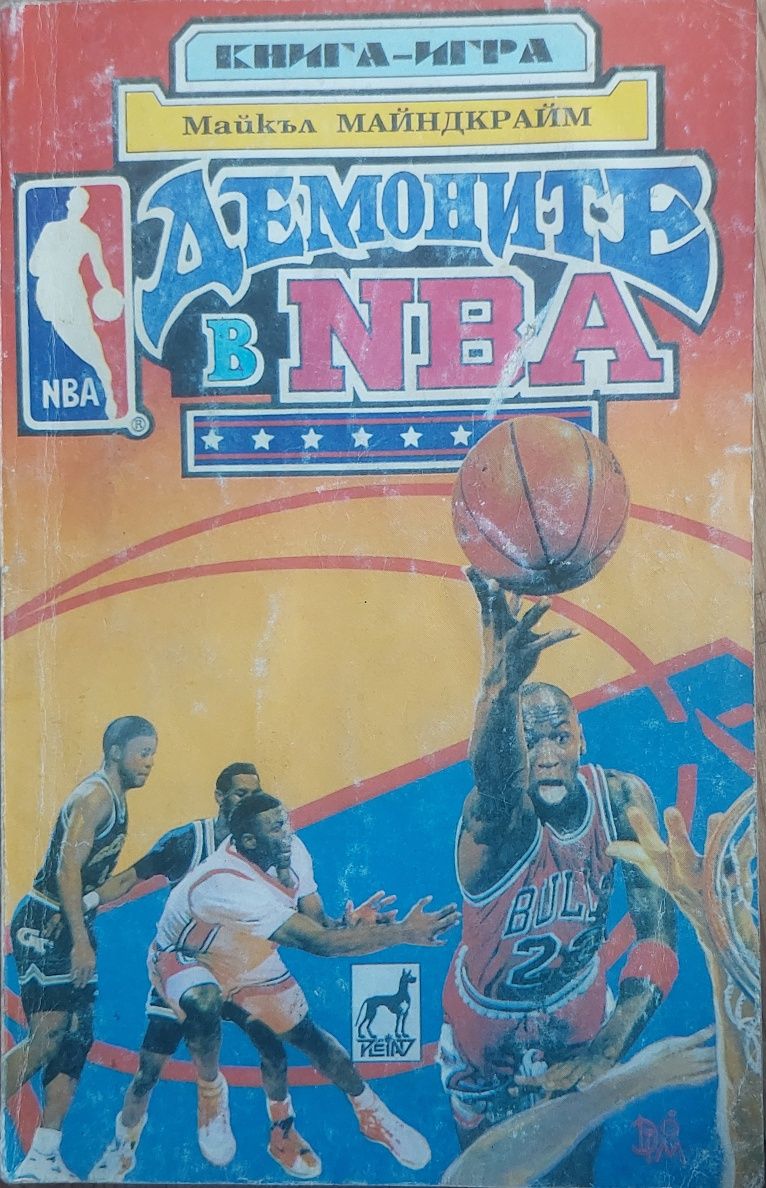 КНИГА-ИГРА
Майкъл МАЙНДКРАЙМ
ДЕМОНИТЕ
В NBA
NBA
®
BULLS
23